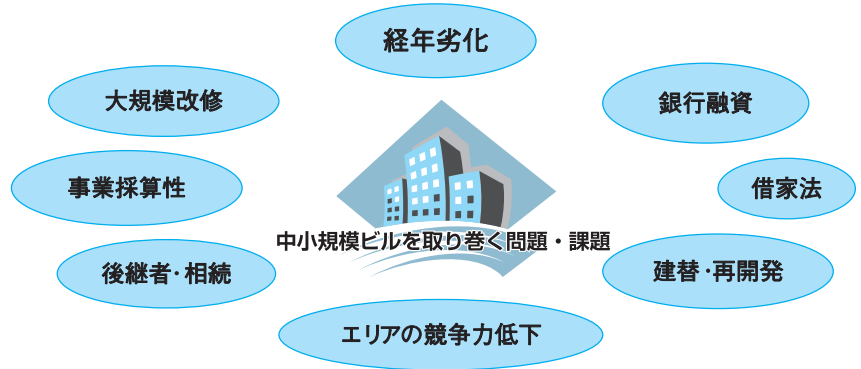 経年劣化
大規模改修
銀行融資
事業採算性
借家法
中小規模ビルを取り巻く問題・課題
後継者・相続
建替・再開発
エリアの競争力低下